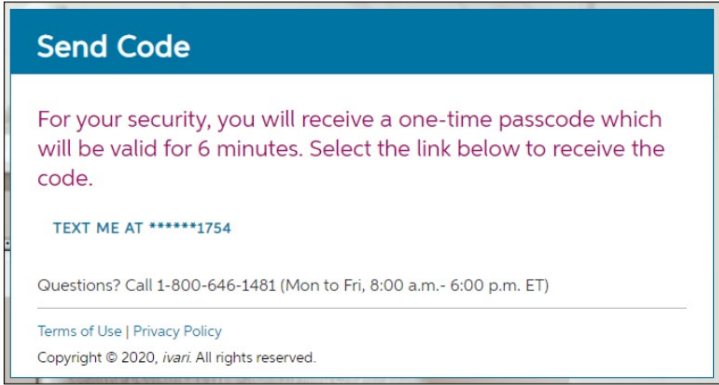 Send Code
For your security, you will receive a one-time passcode which
will be valid for 6 minutes. Select the link below to receive the
code.
TEXT ME AT ******1754
Questions? Call 1-800-646-1481 (Mon to Fri, 8:00 a.m.- 6:00 p.m. ET)
Terms of Use | Privacy Policy
Copyright © 2020, ivari. All rights reserved.